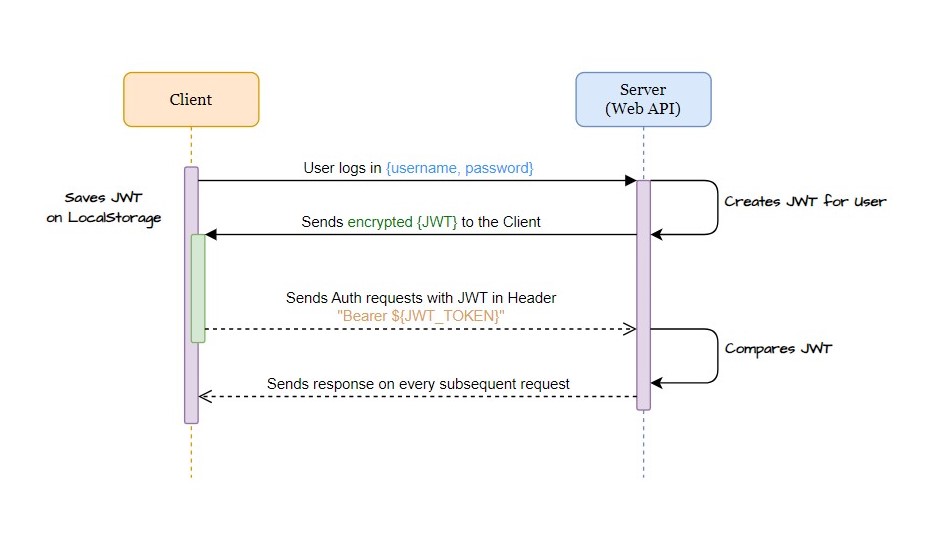 Client
Server
(Web API)
User logs in {username, password}
Saves JWT
on LocalStorage
Creates JWT for User
Sends encrypted {JWT} to the Client
Sends Auth requests with JWT in Header
"Bearer ${JWT_TOKEN}"
Compares JWT
Sends response on every subsequent request